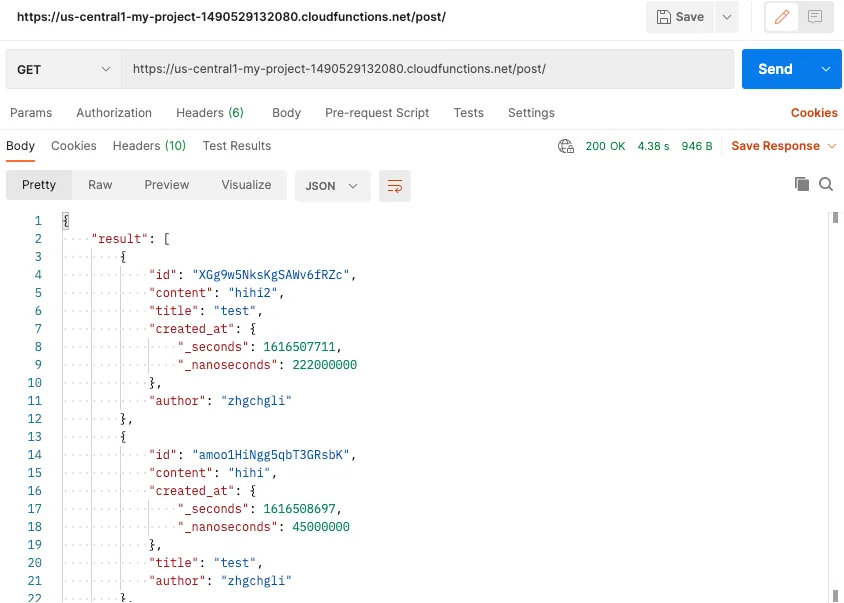 https://us-central1-my-project-1490529132080.cloudfunctions.net/post/ Save
GET https://us-central1-my-project-1490529132080.cloudfunctions.net/post/ Send
Params Authorization Headers (6) Body Pre-request Script Tests Settings Cookies
Body Cookies Headers (10) Test Results 200 OK 4.38 s 946 B Save Response
Pretty Raw Preview Visualize JSON
1 {
2 "result": [
3 {
4 "id": "XGg9w5NksKgSAWv6fRZc",
5 "content": "hihi2",
6 "title": "test",
7 "created_at": {
8 "_seconds": 1616507711,
9 "_nanoseconds": 222000000
10 },
11 "author": "zhgchgli"
12 },
13 {
14 "id": "amoo1HiNgg5qbT3GRsbK",
15 "content": "hihi",
16 "created_at": {
17 "_seconds": 1616508697,
18 "_nanoseconds": 45000000
19 },
20 "title": "test",
21 "author": "zhgchgli"
22 },